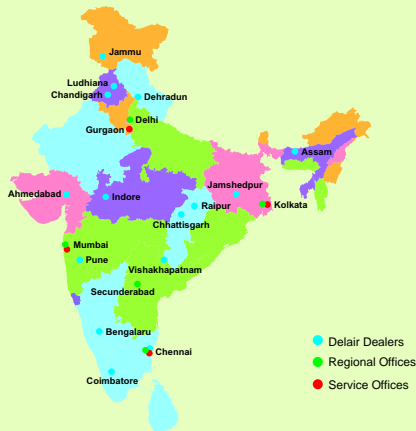 Jammu
Ludhiana
Chandigarh
Dehradun
Delhi
Gurgaon
Assam
Ahmedabad
Indore
Jamshedpur
Raipur
Kolkata
Chhattisgarh
Mumbai
Pune
Vishakhapatnam
Secunderabad
Bengalaru
Chennai
Coimbatore
Delair Dealers
Regional Offices
Service Offices